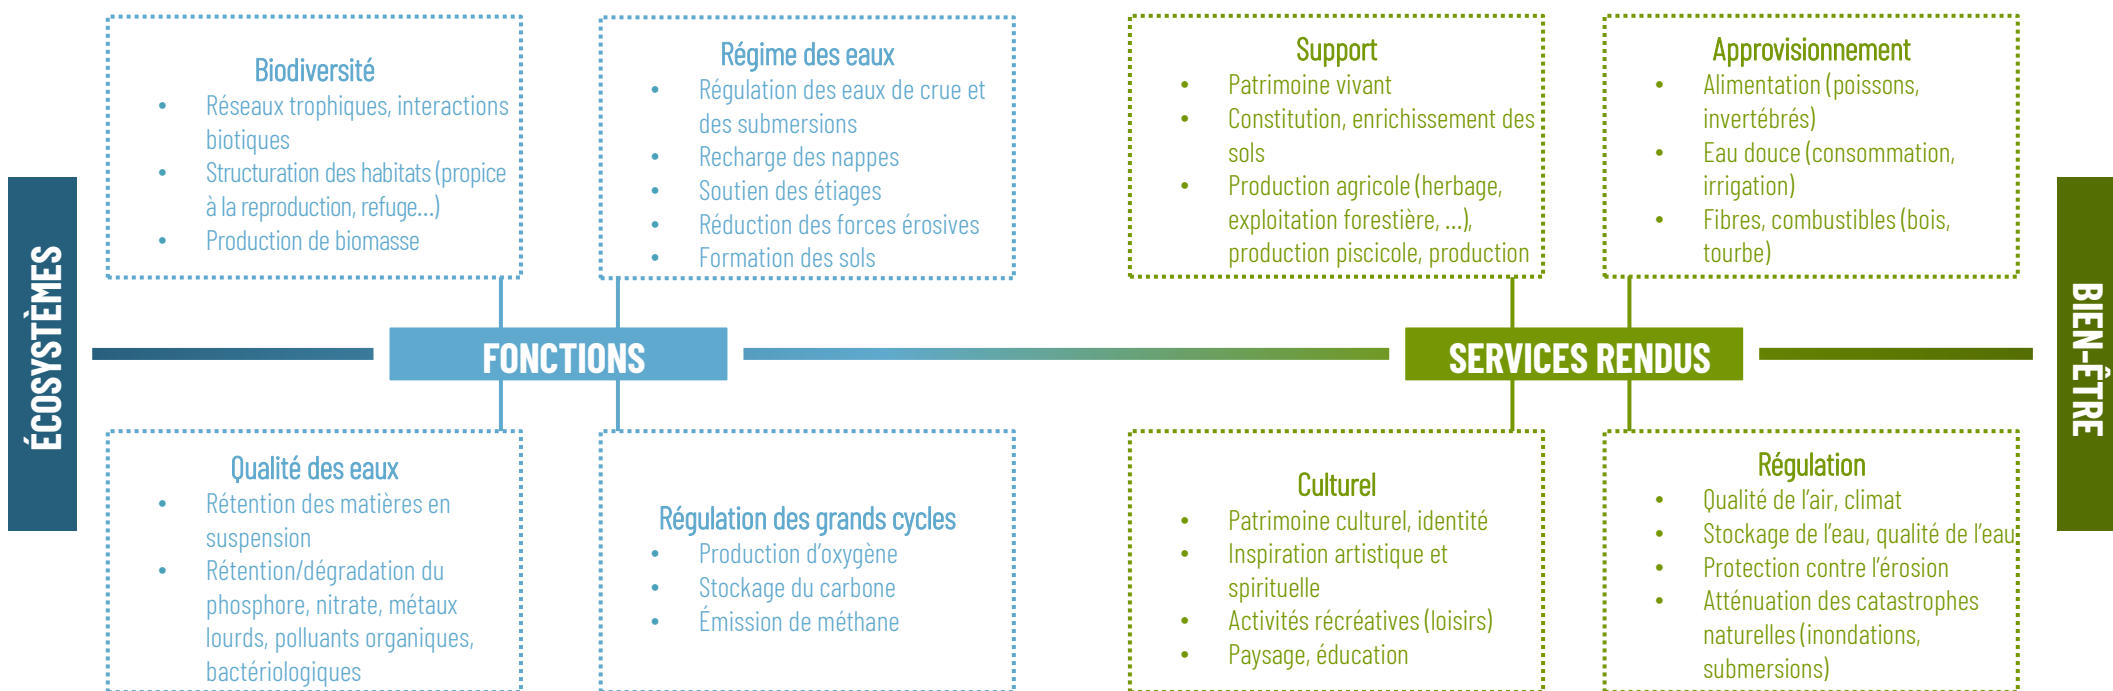 ÉCOSYSTÈMES
Biodiversité
• Réseaux trophiques, interactions
biotiques
• Structuration des habitats (propice
à la reproduction, refuge...)
• Production de biomasse
Régime des eaux
• Régulation des eaux de crue et
des submersions
• Recharge des nappes
• Soutien des étiages
• Réduction des forces érosives
• Formation des sols
FONCTIONS
Qualité des eaux
• Rétention des matières en
suspension
• Rétention/dégradation du
phosphore, nitrate, métaux
lourds, polluants organiques,
bactériologiques
Régulation des grands cycles
• Production d'oxygène
• Stockage du carbone
• Émission de méthane
Support
• Patrimoine vivant
• Constitution, enrichissement des
sols
• Production agricole (herbage,
exploitation forestière, ...),
production piscicole, production
Approvisionnement
• Alimentation (poissons,
invertébrés)
• Eau douce (consommation,
irrigation)
• Fibres, combustibles (bois,
tourbe)
SERVICES RENDUS
Culturel
• Patrimoine culturel, identité
• Inspiration artistique et
spirituelle
• Activités récréatives (loisirs)
• Paysage, éducation
Régulation
• Qualité de l'air, climat
• Stockage de l'eau, qualité de l'eau
• Protection contre l'érosion
• Atténuation des catastrophes
naturelles (inondations,
submersions)
BIEN-ÊTRE